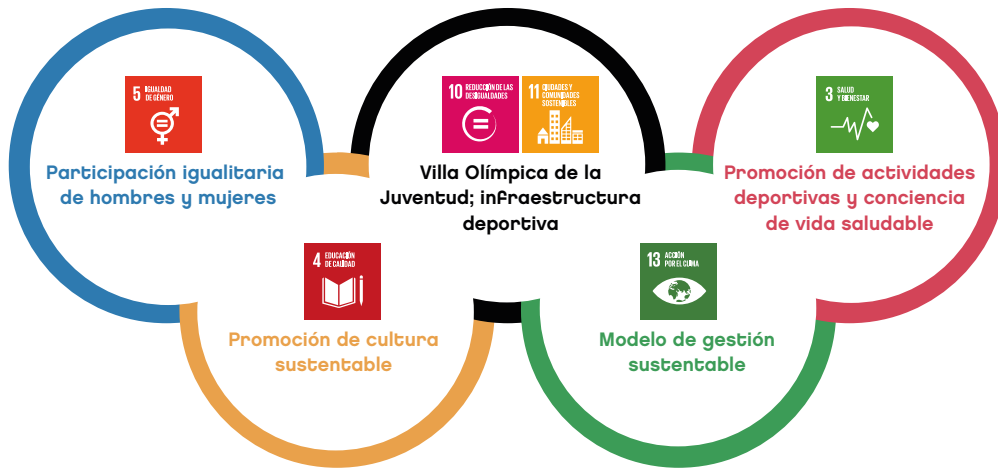 5 IGUALDAD
DE GÉNERO
Participación igualitaria
de hombres y mujeres
10 REDUCCIÓN DE LAS
DESIGUALDADES
11 CIUDADES Y
COMUNIDADES
SOSTENIBLES
Villa Olímpica de la
Juventud; infraestructura
deportiva
3 SALUD
Y BIENESTAR
Promoción de actividades
deportivas y conciencia
de vida saludable
4 EDUCACIÓN
DE CALIDAD
Promoción de cultura
sustentable
13 ACCIÓN
POR EL CLIMA
Modelo de gestión
sustentable